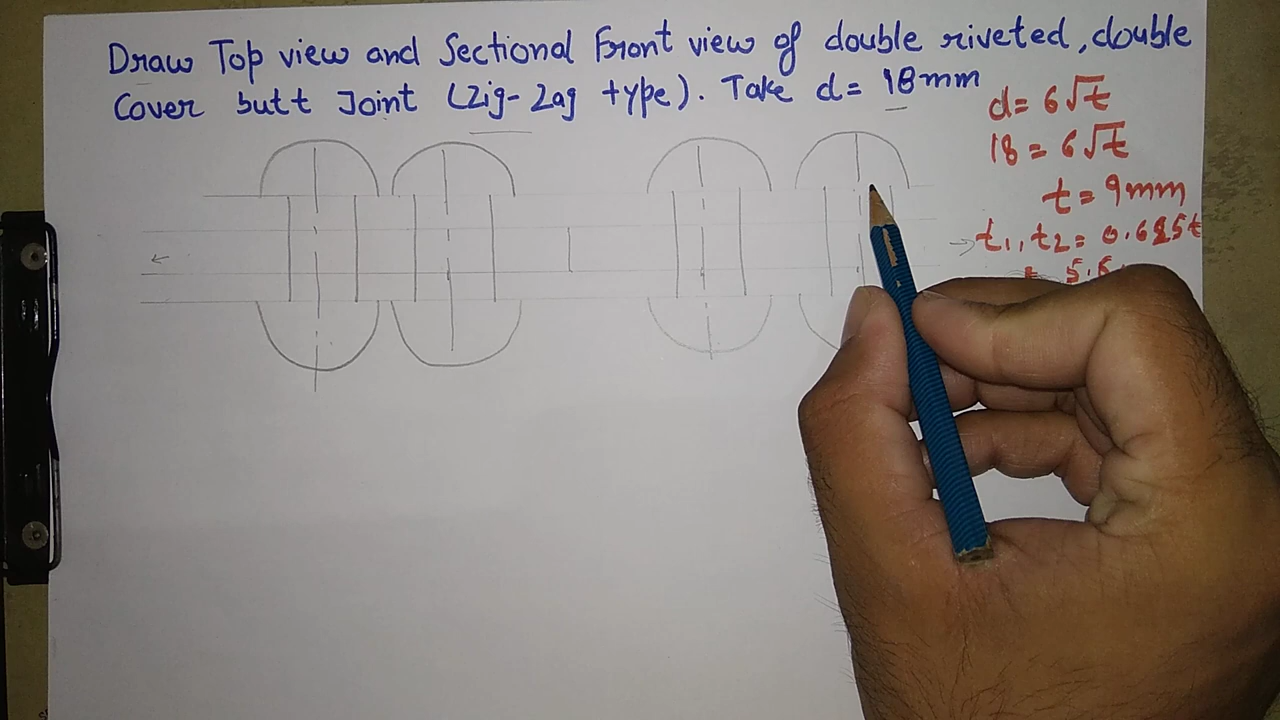 Draw Top view and Sectional Front view of double riveted, double
Cover butt Joint (Zig-Zag type). Take d= 18mm
d= 6√t
18 = 6√t
t = 9mm
t1, t2 = 0.625t